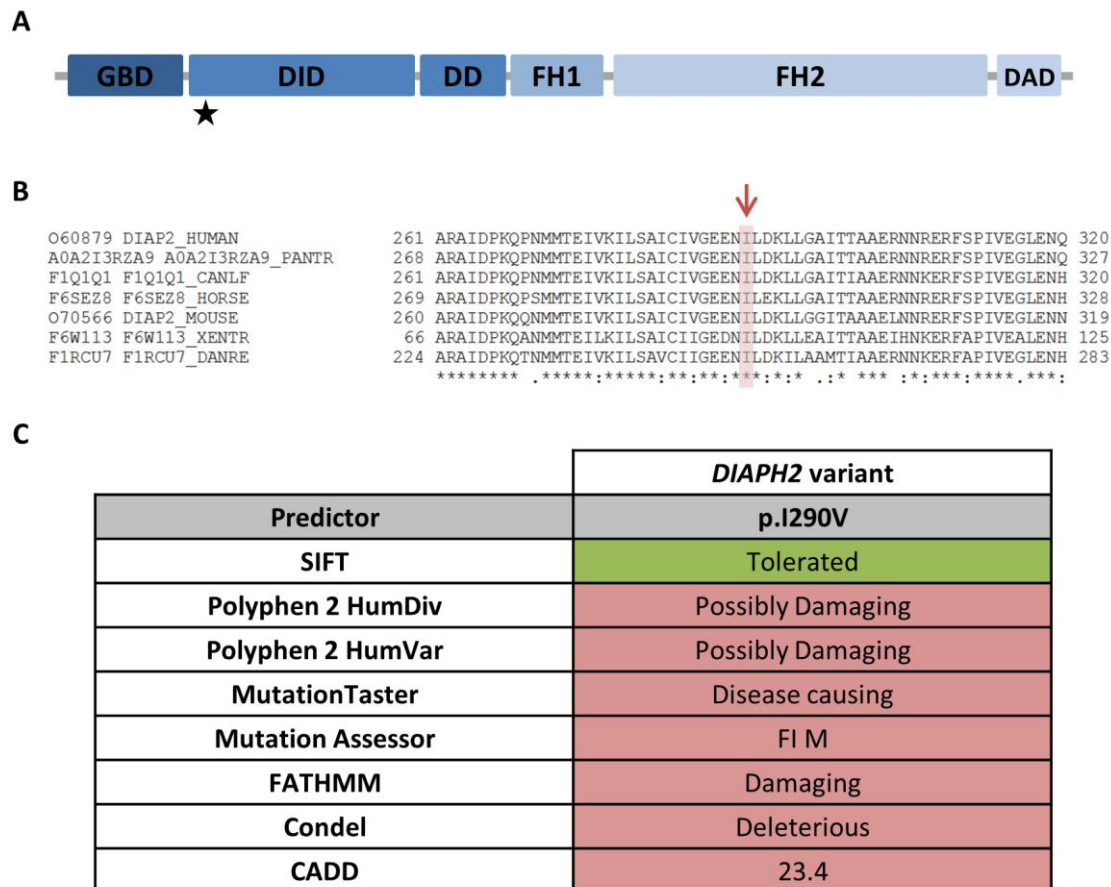 A
GBD DID DD FH1 FH2 DAD
B
O60879 DIAP2_HUMAN 261 ARAIDPKQPNMMTEIVKILSAICIVGEENILDKLLGAITTAAERNNRERFSPIVEGLENQ 320
A0A2I3RZA9 A0A2I3RZA9_PANTR 268 ARAIDPKQPNMMTEIVKILSAICIVGEENILDKLLGAITTAAERNNRERFSPIVEGLENQ 327
F1Q1Q1 F1Q1Q1_CANLF 261 ARAIDPKQPNMMTEIVKILSAICIVGEENILDKLLGAITTAAERNNRERFSPIVEGLENH 320
F6SEZ8 F6SEZ8_HORSE 269 ARAIDPKQPSMMTEIVKILSAICIVGEENILEKLLGAITTAAERNNRERFSPIVEGLENH 328
O70566 DIAP2_MOUSE 260 ARAIDPKQQNMMTEIVKILSAICIVGEENILDKLLGGITTAAELNNRERFSPIVEGLENN 319
F6W113 F6W113_XENTR 66 ARAIDPKQANMMTEILKILSAICIIGEDNILDKLLEAITTAAEIHNKERFAPIVEALENH 125
F1RCU7 F1RCU7_DANRE 224 ARAIDPKQTNMMTEIVKILSAVCIIGEENILDKILAAMTIAAERNNKERFAPIVEGLENH 283
******** .*****:*****:**:**:***:*:* .:* *** :*:***:****.***:
C
DIAPH2 variant
Predictor p.I290V
SIFT Tolerated
Polyphen 2 HumDiv Possibly Damaging
Polyphen 2 HumVar Possibly Damaging
MutationTaster Disease causing
Mutation Assessor FI M
FATHMM Damaging
Condel Deleterious
CADD 23.4